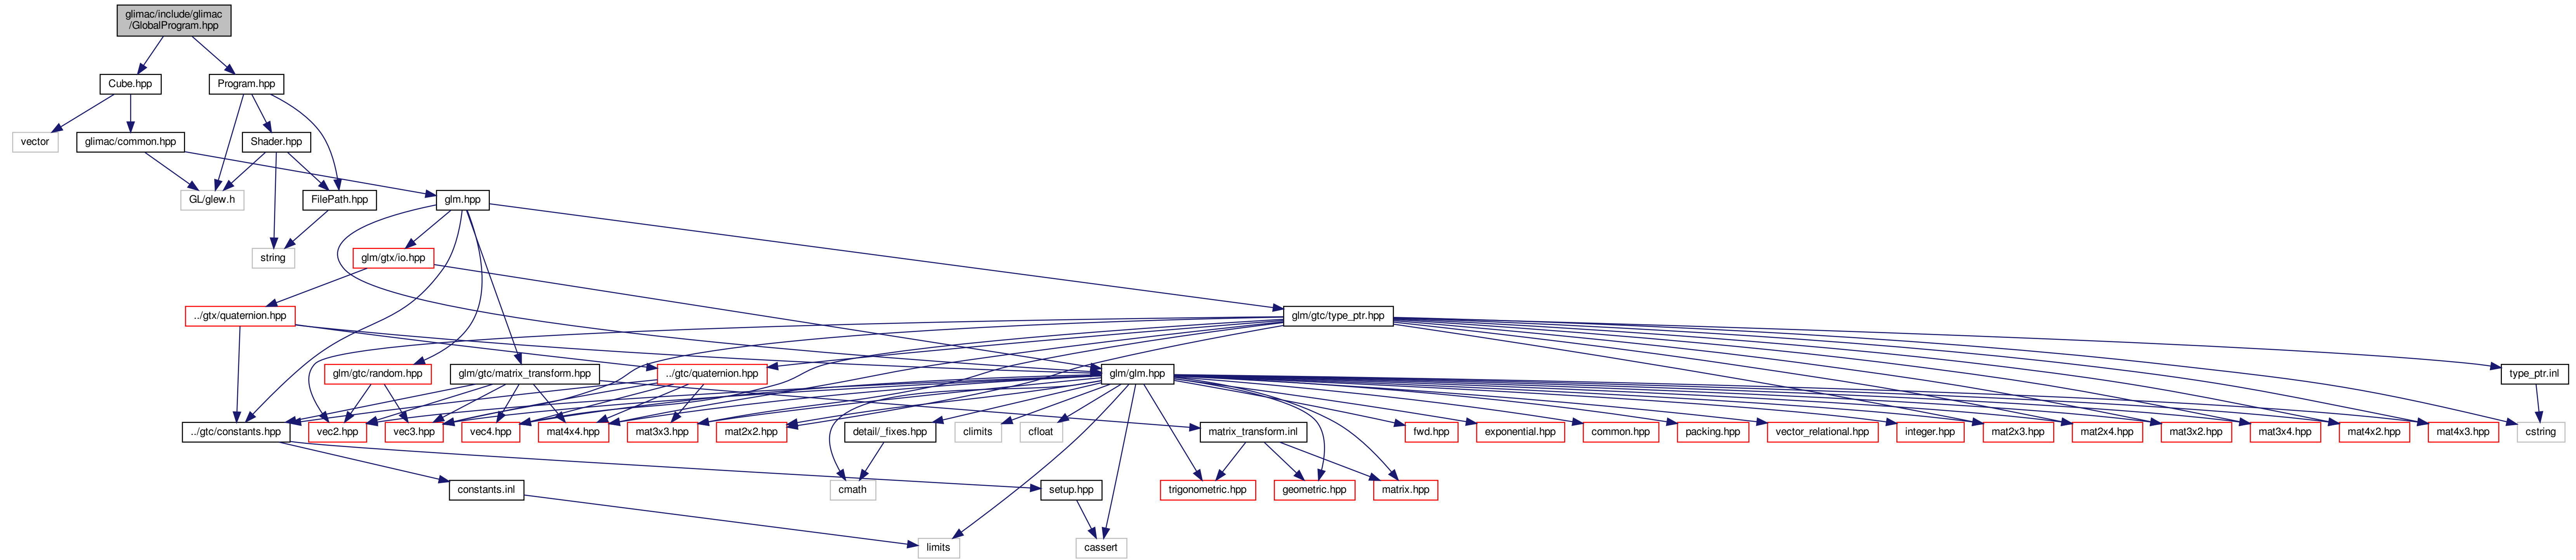 glimac/include/glimac
/GlobalProgram.hpp
Cube.hpp
Program.hpp
vector
glimac/common.hpp
Shader.hpp
GL/glew.h
FilePath.hpp
glm.hpp
string
glm/gtx/io.hpp
../gtx/quaternion.hpp
glm/gtc/type_ptr.hpp
glm/gtc/random.hpp
glm/gtc/matrix_transform.hpp
../gtc/quaternion.hpp
glm/glm.hpp
type_ptr.inl
../gtc/constants.hpp
vec2.hpp
vec3.hpp
vec4.hpp
mat4x4.hpp
mat3x3.hpp
mat2x2.hpp
detail/_fixes.hpp
climits
cfloat
matrix_transform.inl
fwd.hpp
exponential.hpp
common.hpp
packing.hpp
vector_relational.hpp
integer.hpp
mat2x3.hpp
mat2x4.hpp
mat3x2.hpp
mat3x4.hpp
mat4x2.hpp
mat4x3.hpp
cstring
constants.inl
cmath
setup.hpp
trigonometric.hpp
geometric.hpp
matrix.hpp
limits
cassert